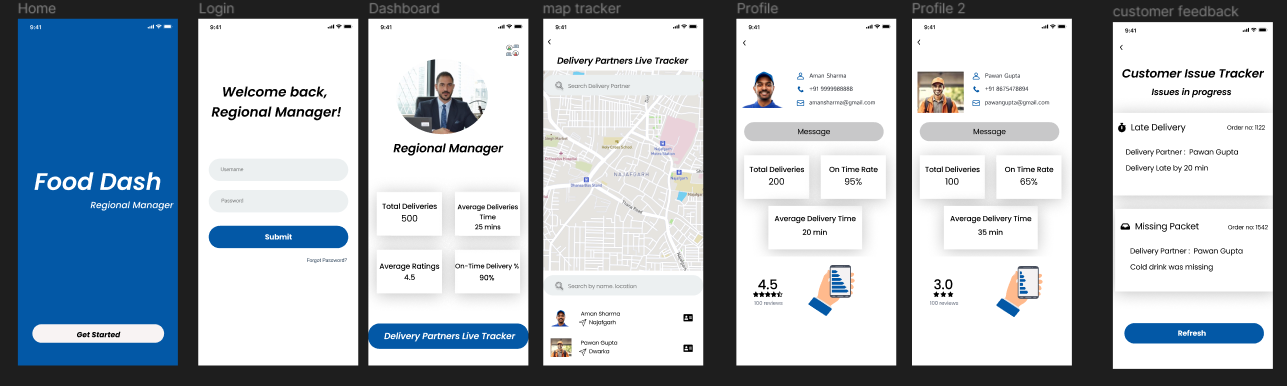 Home
9:41
Food Dash
Regional Manager
Get Started
Login
9:41
Welcome back,
Regional Manager!
Username
Password
Submit
Forgot Password?
Dashboard
9:41
Regional Manager
Total Deliveries
500
Average Deliveries
Time
25 mins
Average Ratings
4.5
On-Time Delivery %
90%
Delivery Partners Live Tracker
map tracker
9:41
Delivery Partners Live Tracker
Search Delivery Partner
NAJAFGARH
Search by name, location
Aman Sharma
Najafgarh
Pawan Gupta
Dwarka
Profile
9:41
Aman Sharma
+91 9999988888
amansharma@gmail.com
Message
Total Deliveries
200
On Time Rate
95%
Average Delivery Time
20 min
4.5
100 reviews
Profile 2
9:41
Pawan Gupta
+91 8675478894
pawangupta@gmail.com
Message
Total Deliveries
100
On Time Rate
65%
Average Delivery Time
35 min
3.0
100 reviews
customer feedback
9:41
Customer Issue Tracker
Issues in progress
Late Delivery
Order no: 1122
Delivery Partner : Pawan Gupta
Delivery Late by 20 min
Missing Packet
Order no: 1542
Delivery Partner : Pawan Gupta
Cold drink was missing
Refresh